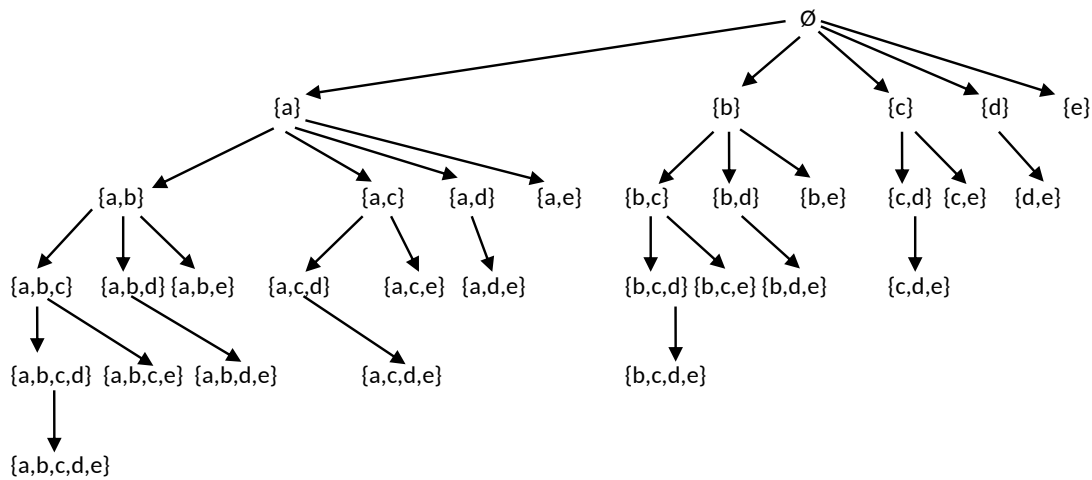 Ø
{a} {b} {c} {d} {e}
{a,b} {a,c} {a,d} {a,e} {b,c} {b,d} {b,e} {c,d} {c,e} {d,e}
{a,b,c} {a,b,d} {a,b,e} {a,c,d} {a,c,e} {a,d,e} {b,c,d} {b,c,e} {b,d,e} {c,d,e}
{a,b,c,d} {a,b,c,e} {a,b,d,e} {a,c,d,e} {b,c,d,e}
{a,b,c,d,e}